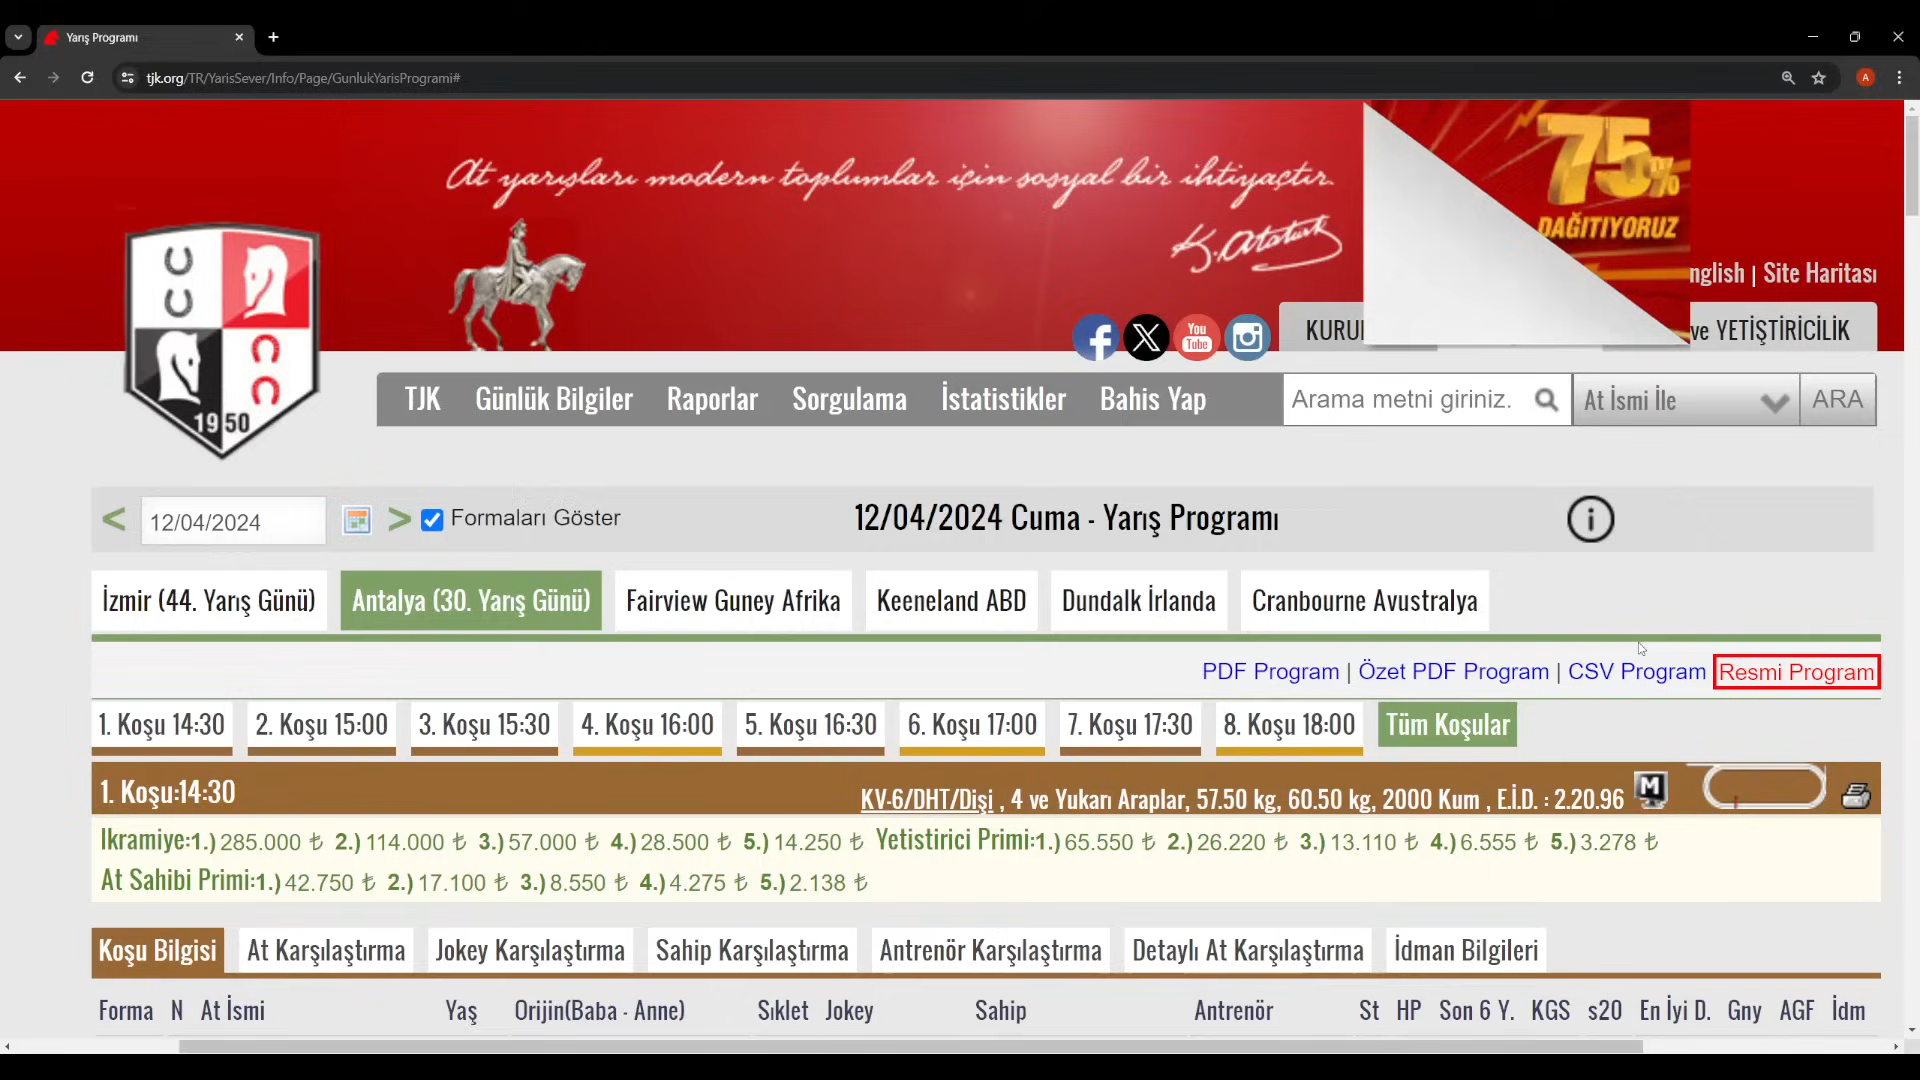 Yarış Programı
tjk.org/TR/YarisSever/Info/Page/GunlukYarisProgrami#
A
At yarışları modern toplumlar için sosyal bir ihtiyaçtır.
K. Atatürk
75%
DAĞITIYORUZ
nglish | Site Haritası
You
Tube
KURU
ve YETİŞTİRİCİLİK
1950
TJK Günlük Bilgiler Raporlar Sorgulama İstatistikler Bahis Yap Arama metni giriniz. At İsmi İle ARA
< 12/04/2024 > Formaları Göster 12/04/2024 Cuma - Yarış Programı i
İzmir (44. Yarış Günü) Antalya (30. Yarış Günü) Fairview Guney Afrika Keeneland ABD Dundalk İrlanda Cranbourne Avustralya
PDF Program | Özet PDF Program | CSV Program Resmi Program
1. Koşu 14:30 2. Koşu 15:00 3. Koşu 15:30 4. Koşu 16:00 5. Koşu 16:30 6. Koşu 17:00 7. Koşu 17:30 8. Koşu 18:00 Tüm Koşular
1. Koşu:14:30 KV-6/DHT/Dişi , 4 ve Yukarı Araplar, 57.50 kg, 60.50 kg, 2000 Kum , E.İ.D. : 2.20.96 M
Ikramiye:1.) 285.000 ₺ 2.) 114.000 ₺ 3.) 57.000 ₺ 4.) 28.500 ₺ 5.) 14.250 ₺ Yetistirici Primi:1.) 65.550 ₺ 2.) 26.220 ₺ 3.) 13.110 ₺ 4.) 6.555 ₺ 5.) 3.278 ₺
At Sahibi Primi:1.) 42.750 ₺ 2.) 17.100 ₺ 3.) 8.550 ₺ 4.) 4.275 ₺ 5.) 2.138 ₺
Koşu Bilgisi At Karşılaştırma Jokey Karşılaştırma Sahip Karşılaştırma Antrenör Karşılaştırma Detaylı At Karşılaştırma İdman Bilgileri
Forma N At İsmi Yaş Orijin(Baba - Anne) Sıklet Jokey Sahip Antrenör St HP Son 6 Y. KGS s20 En İyi D. Gny AGF İdm